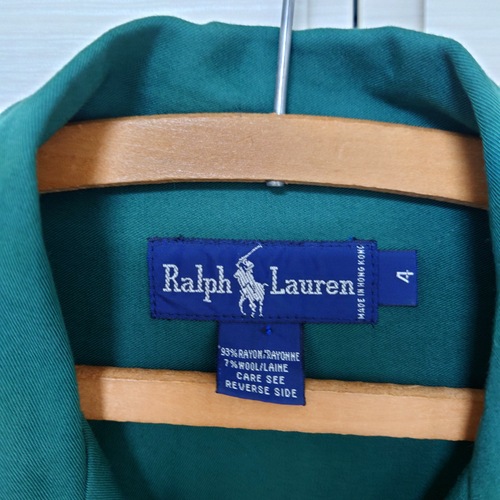 Ralph Lauren
MADE IN HONG KONG
4
93% RAYON/RAYONNE
7% WOOL/LAINE
CARE SEE
REVERSE SIDE